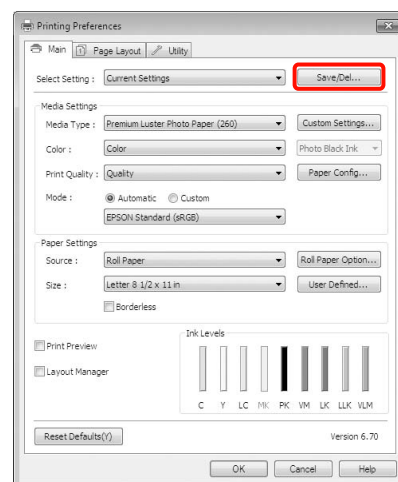 Printing Preferences
Main Page Layout Utility
Select Setting : Current Settings Save/Del...
Media Settings
Media Type : Premium Luster Photo Paper (260) Custom Settings...
Color : Color Photo Black Ink
Print Quality : Quality Paper Config...
Mode : Automatic Custom
EPSON Standard (sRGB)
Paper Settings
Source : Roll Paper Roll Paper Option...
Size : Letter 8 1/2 x 11 in User Defined...
Borderless
Print Preview
Layout Manager
Ink Levels
C Y LC MK PK VM LK LLK VLM
Reset Defaults(Y) Version 6.70
OK Cancel Help